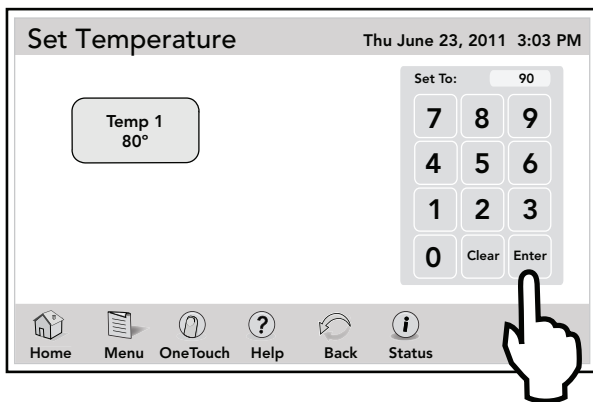 Set Temperature Thu June 23, 2011 3:03 PM
Set To: 90
Temp 1
80°
7 8 9
4 5 6
1 2 3
0 Clear Enter
?
i
Home Menu OneTouch Help Back Status